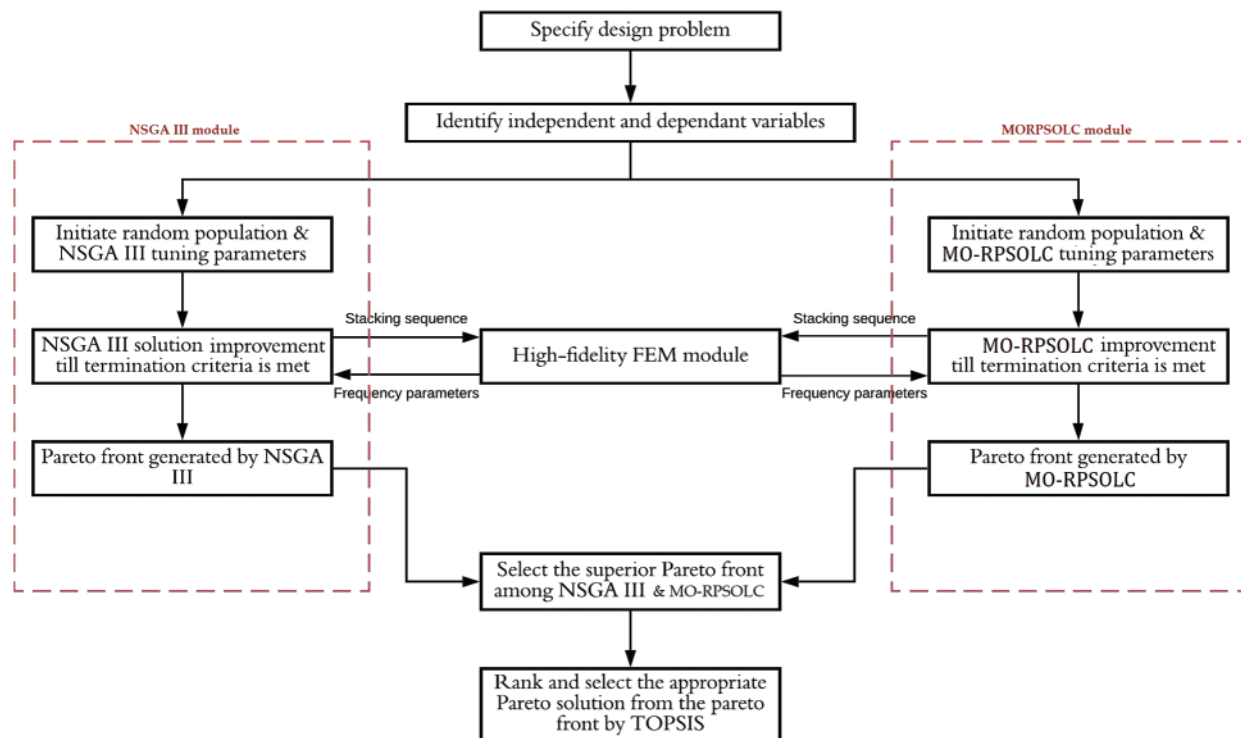 Specify design problem
Identify independent and dependant variables
NSGA III module
MORPSOLC module
Initiate random population &
NSGA III tuning parameters
Initiate random population &
MO-RPSOLC tuning parameters
Stacking sequence
Stacking sequence
NSGA III solution improvement
till termination criteria is met
High-fidelity FEM module
MO-RPSOLC improvement
till termination criteria is met
Frequency parameters
Frequency parameters
Pareto front generated by NSGA
III
Pareto front generated by
MO-RPSOLC
Select the superior Pareto front
among NSGA III & MO-RPSOLC
Rank and select the appropriate
Pareto solution from the pareto
front by TOPSIS